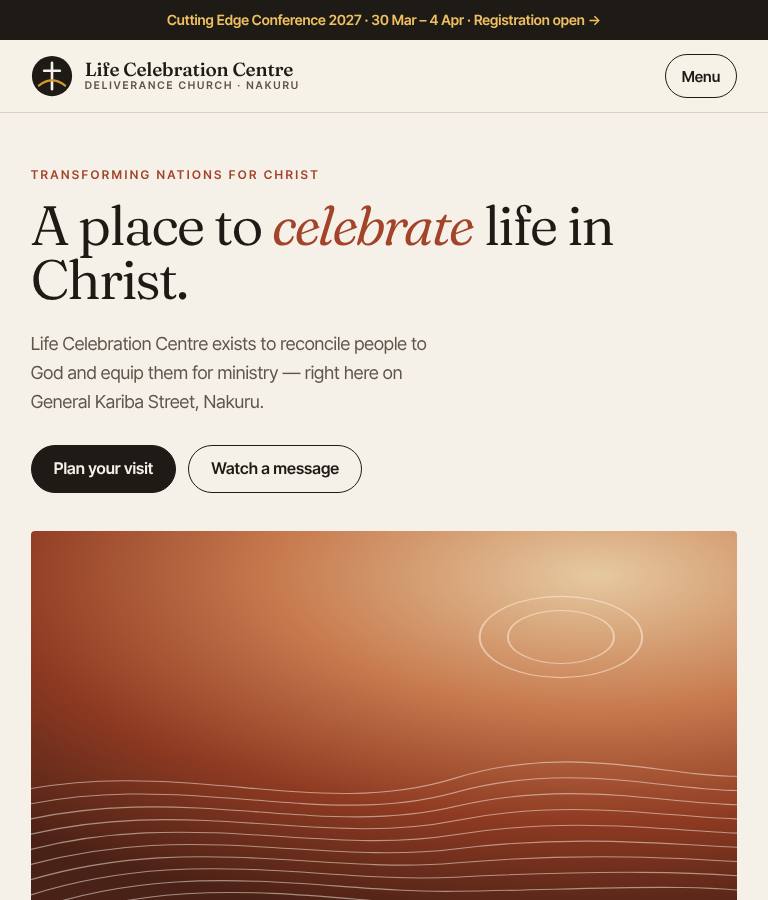 Cutting Edge Conference 2027 · 30 Mar – 4 Apr · Registration open →
Life Celebration Centre
DELIVERANCE CHURCH · NAKURU
Menu
TRANSFORMING NATIONS FOR CHRIST
A place to celebrate life in
Christ.
Life Celebration Centre exists to reconcile people to
God and equip them for ministry — right here on
General Kariba Street, Nakuru.
Plan your visit
Watch a message